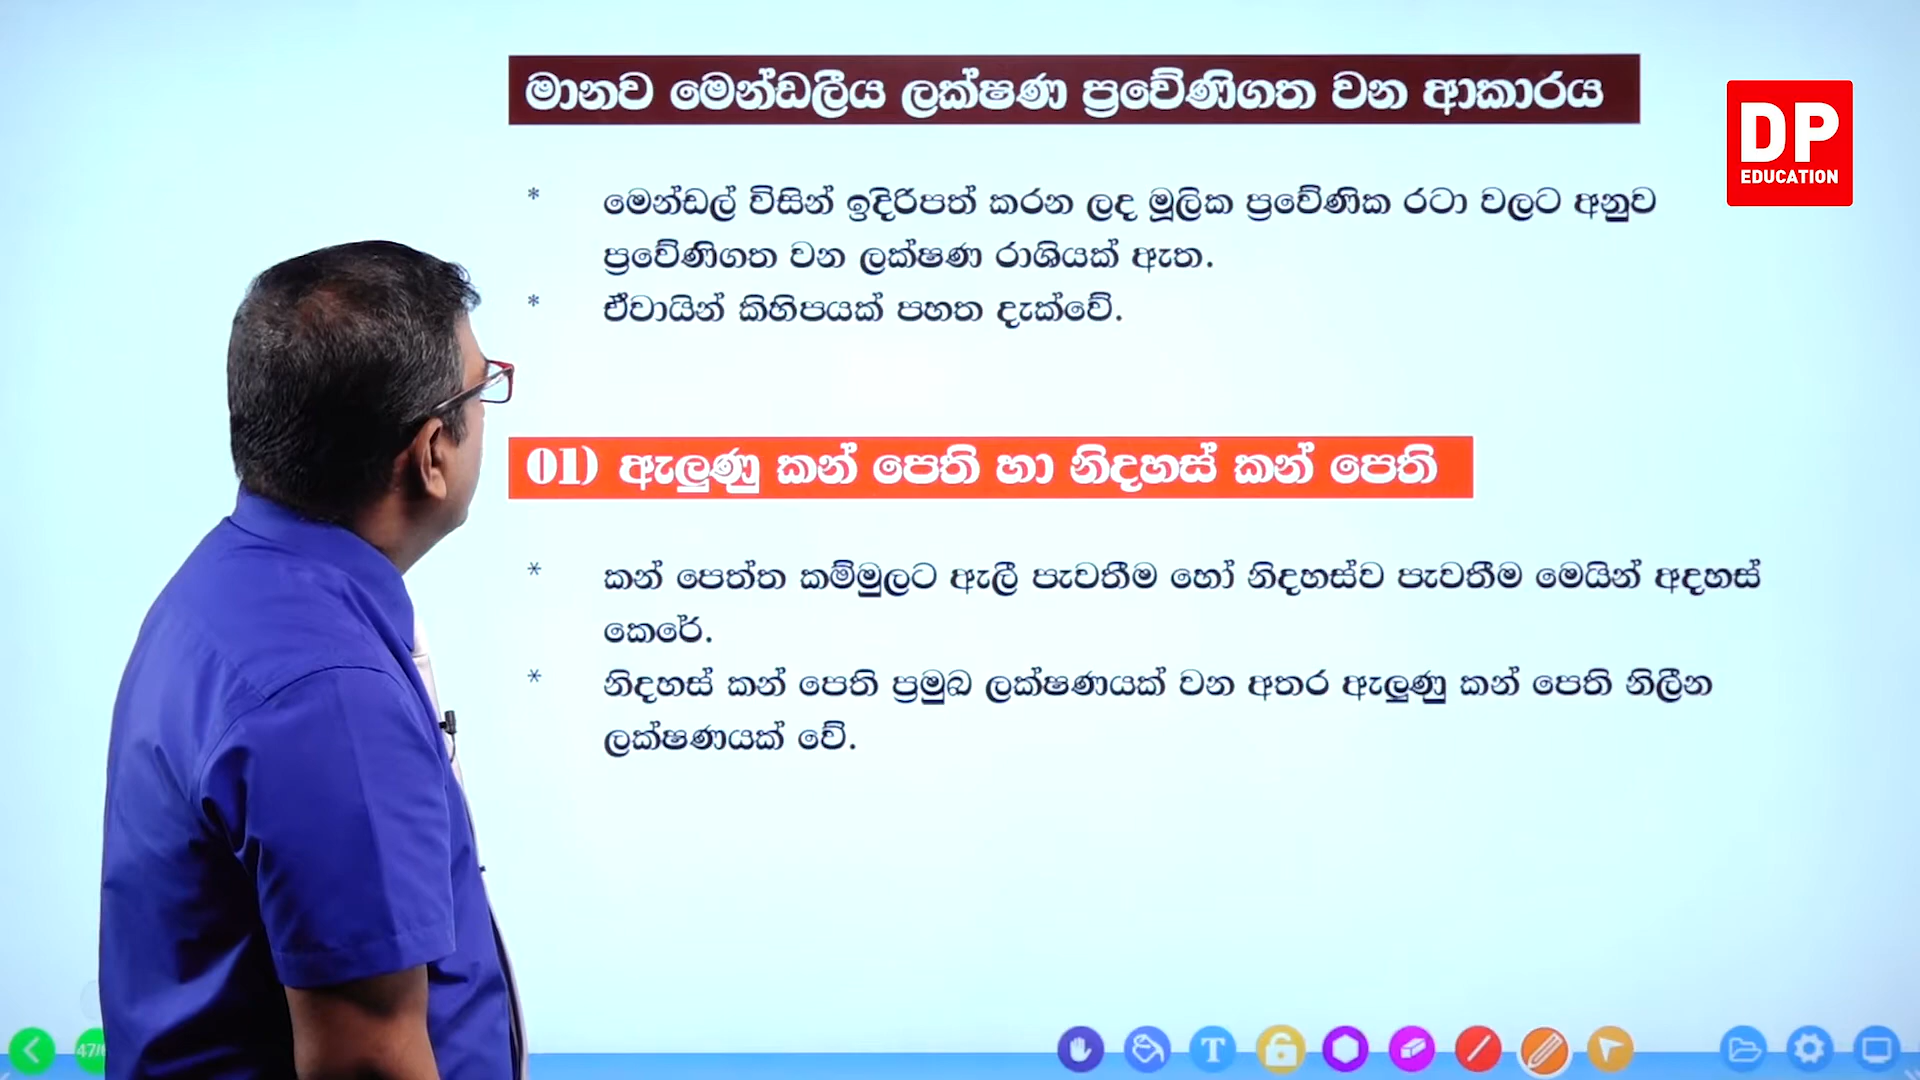 මානව මෙන්ඩලීය ලක්ෂණ ප්‍රවේණිගත වන ආකාරය
DP
EDUCATION
* මෙන්ඩල් විසින් ඉදිරිපත් කරන ලද මූලික ප්‍රවේණික රටා වලට අනුව
ප්‍රවේණිගත වන ලක්ෂණ රාශියක් ඇත.
* ඒවායින් කිහිපයක් පහත දැක්වේ.
01) ඇලුණු කන් පෙති හා නිදහස් කන් පෙති
* කන් පෙත්ත කම්මුලට ඇලී පැවතීම හෝ නිදහස්ව පැවතීම මෙයින් අදහස්
කෙරේ.
* නිදහස් කන් පෙති ප්‍රමුඛ ලක්ෂණයක් වන අතර ඇලුණු කන් පෙති නිලීන
ලක්ෂණයක් වේ.
T